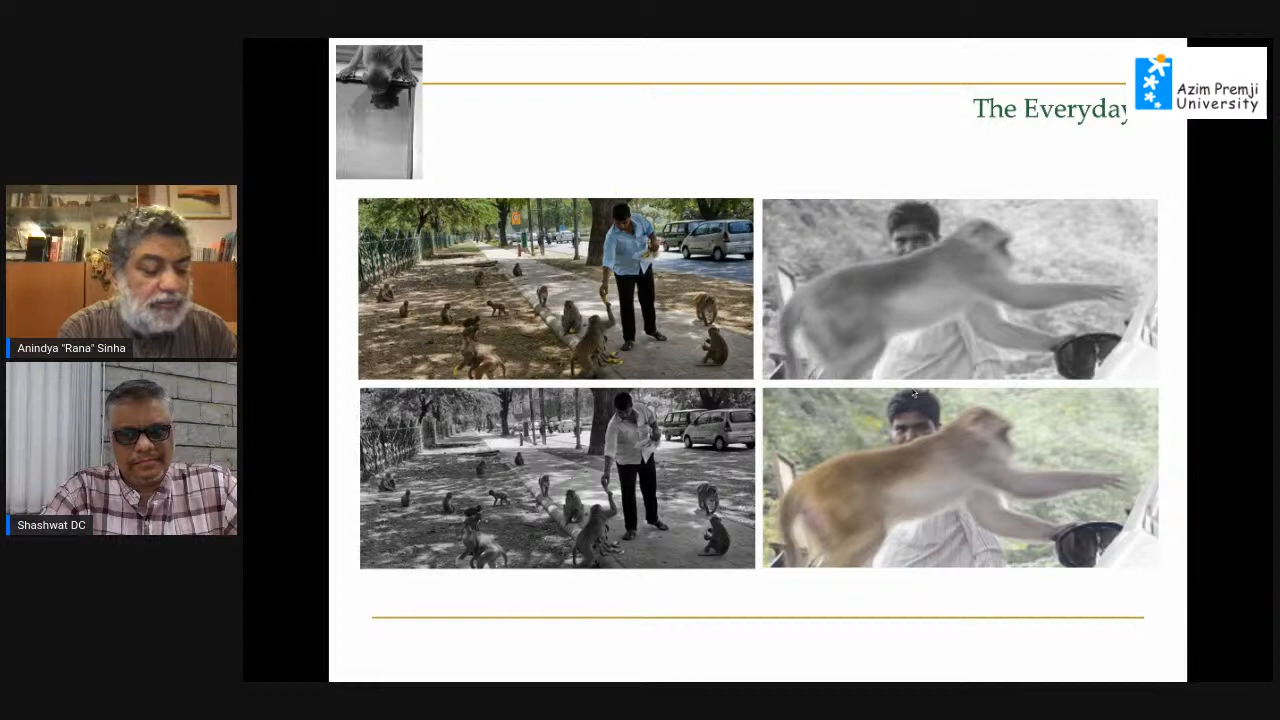 The Everyday
Azim Premji
University
Anindya "Rana" Sinha
Shashwat DC